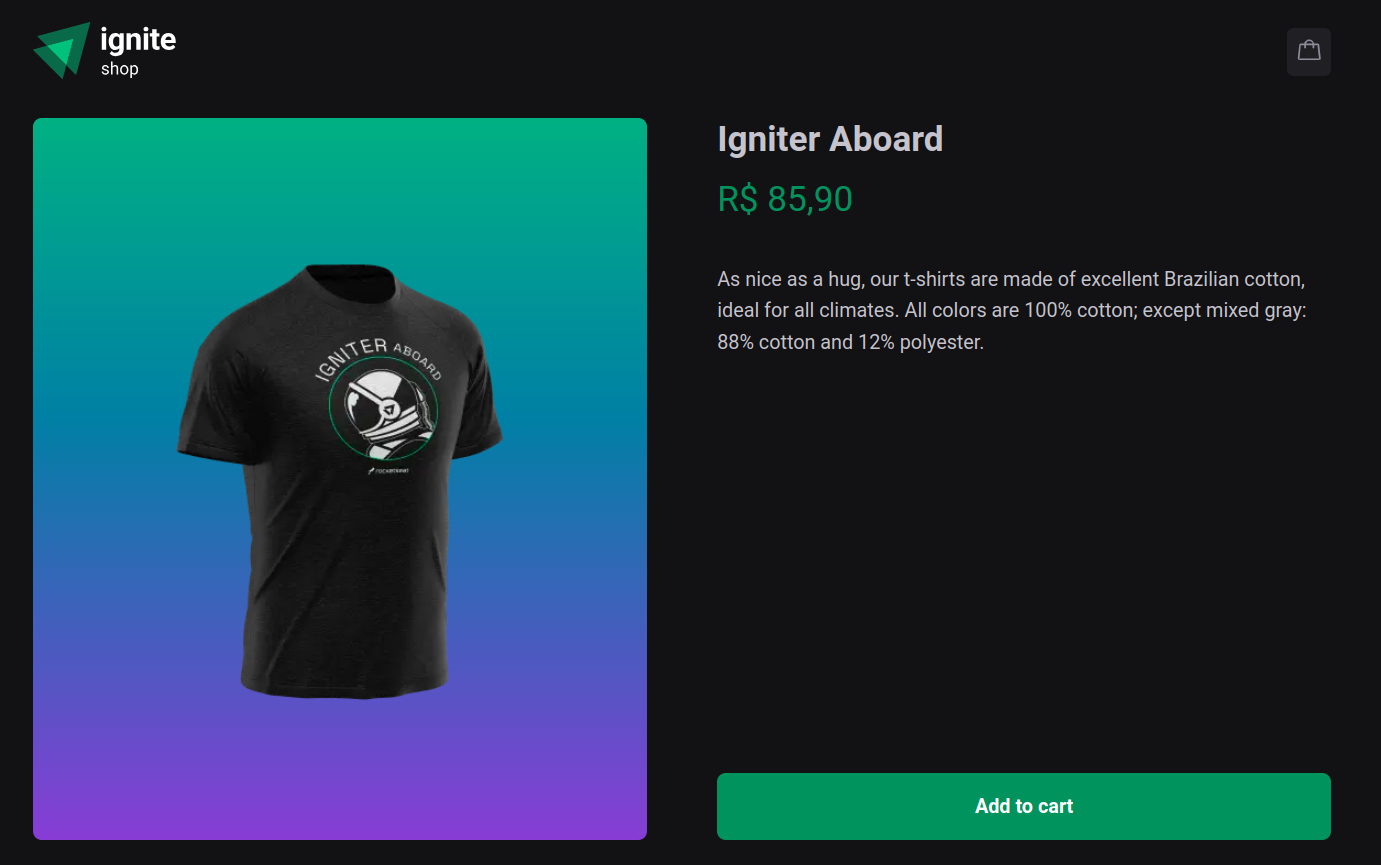 ignite
shop
Igniter Aboard
R$ 85,90
As nice as a hug, our t-shirts are made of excellent Brazilian cotton,
ideal for all climates. All colors are 100% cotton; except mixed gray:
88% cotton and 12% polyester.
IGNITER ABOARD
Add to cart